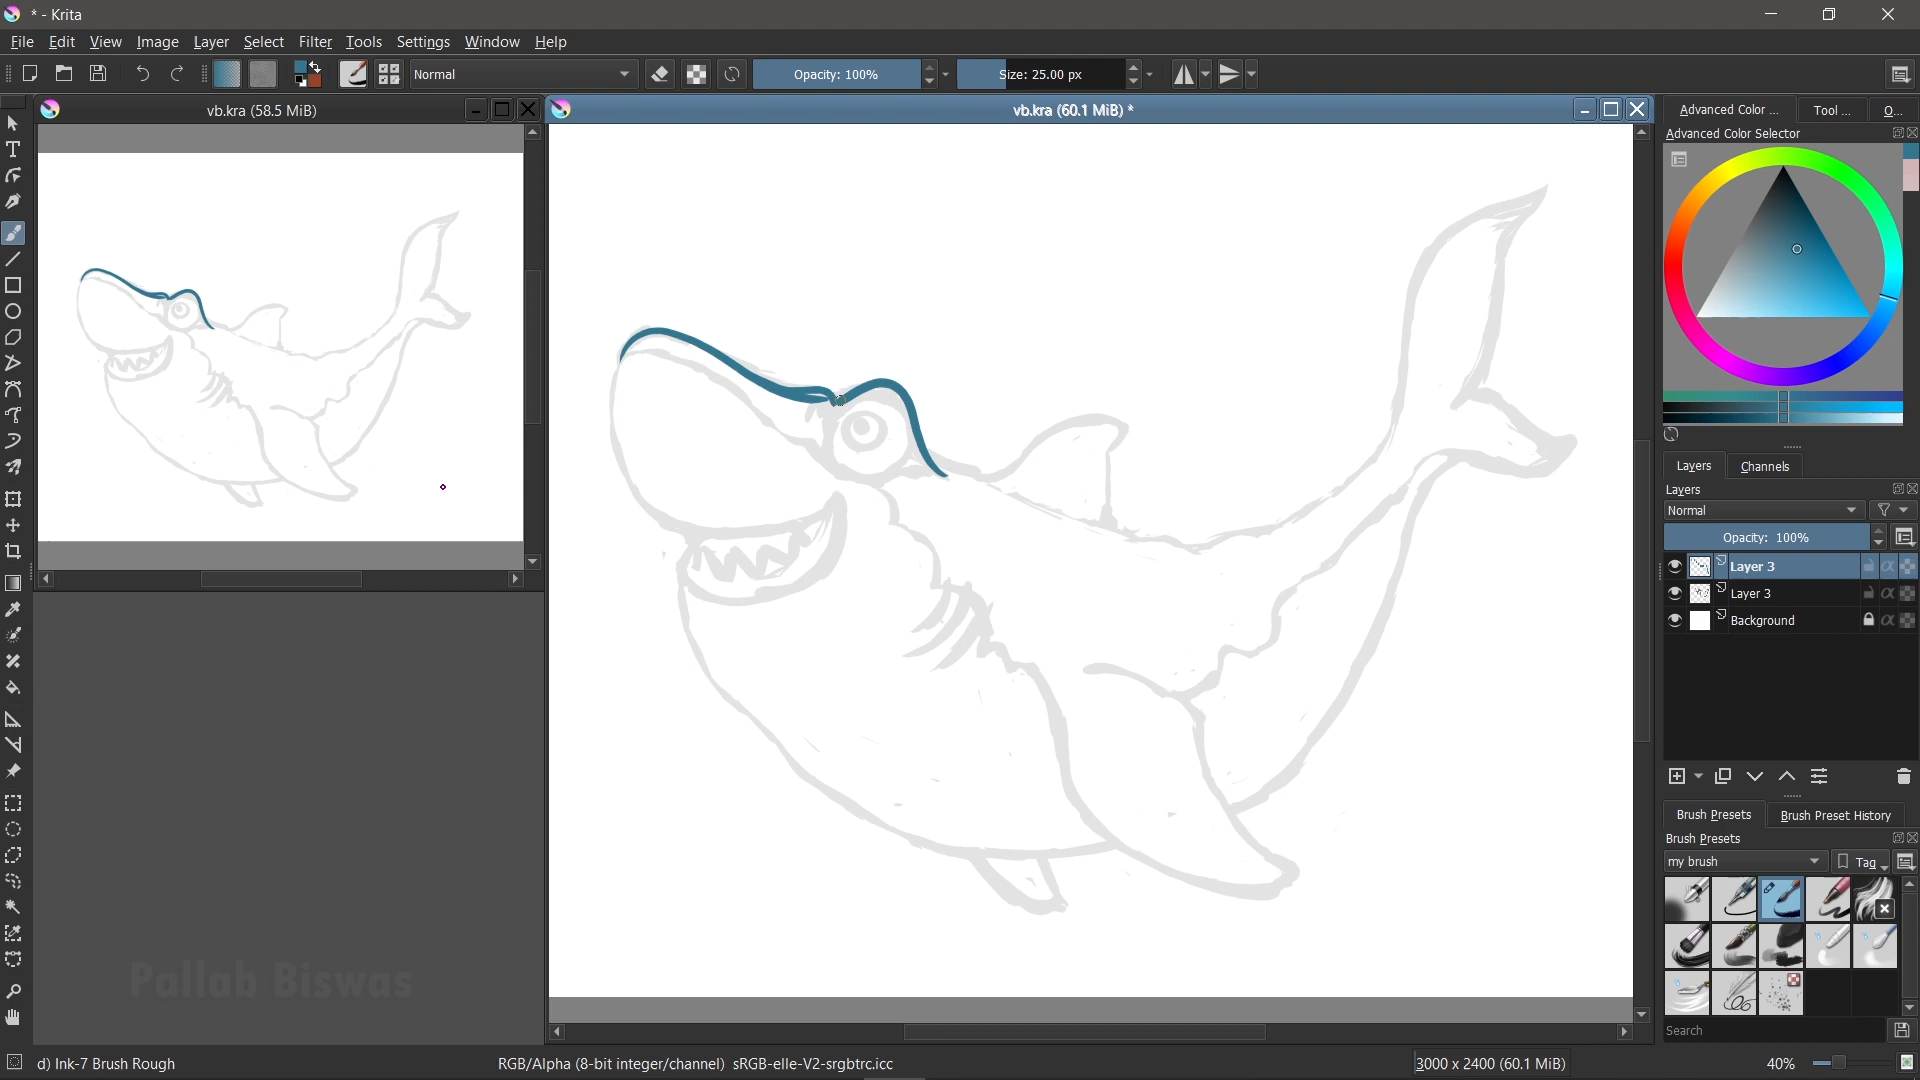 * - Krita
File Edit View Image Layer Select Filter Tools Settings Window Help
Normal Opacity: 100% Size: 25.00 px
vb.kra (58.5 MiB)
vb.kra (60.1 MiB) *
Advanced Color ... Tool ... O...
Advanced Color Selector
Layers Channels
Layers
Normal
Opacity: 100%
Layer 3
Layer 3
Background
Brush Presets Brush Preset History
Brush Presets
my brush Tag
Search
Pallab Biswas
d) Ink-7 Brush Rough RGB/Alpha (8-bit integer/channel) sRGB-elle-V2-srgbtrc.icc 3000 x 2400 (60.1 MiB) 40%